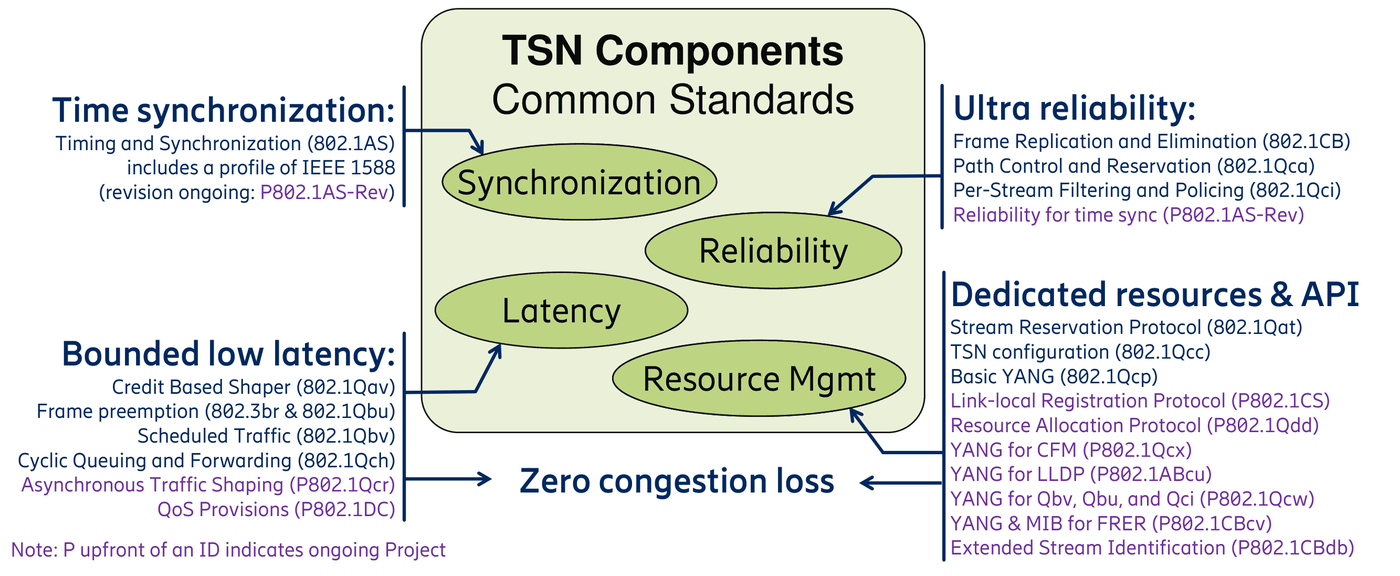 TSN Components
Common Standards
Time synchronization:
Timing and Synchronization (802.1AS)
includes a profile of IEEE 1588
(revision ongoing: P802.1AS-Rev)
Synchronization
Reliability
Latency
Resource Mgmt
Ultra reliability:
Frame Replication and Elimination (802.1CB)
Path Control and Reservation (802.1Qca)
Per-Stream Filtering and Policing (802.1Qci)
Reliability for time sync (P802.1AS-Rev)
Bounded low latency:
Credit Based Shaper (802.1Qav)
Frame preemption (802.3br & 802.1Qbu)
Scheduled Traffic (802.1Qbv)
Cyclic Queuing and Forwarding (802.1Qch)
Asynchronous Traffic Shaping (P802.1Qcr)
QoS Provisions (P802.1DC)
Dedicated resources & API
Stream Reservation Protocol (802.1Qat)
TSN configuration (802.1Qcc)
Basic YANG (802.1Qcp)
Link-local Registration Protocol (P802.1CS)
Resource Allocation Protocol (P802.1Qdd)
YANG for CFM (P802.1Qcx)
YANG for LLDP (P802.1ABcu)
YANG for Qbv, Qbu, and Qci (P802.1Qcw)
YANG & MIB for FRER (P802.1CBcv)
Extended Stream Identification (P802.1CBdb)
Zero congestion loss
Note: P upfront of an ID indicates ongoing Project